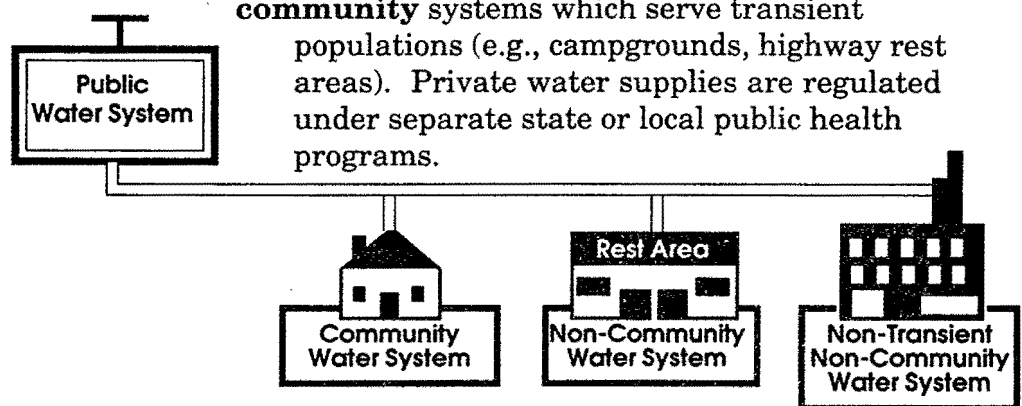 community systems which serve transient
populations (e.g., campgrounds, highway rest
areas). Private water supplies are regulated
under separate state or local public health
programs.
Public
Water System
Rest Area
Community
Water System
Non-Community
Water System
Non-Transient
Non-Community
Water System